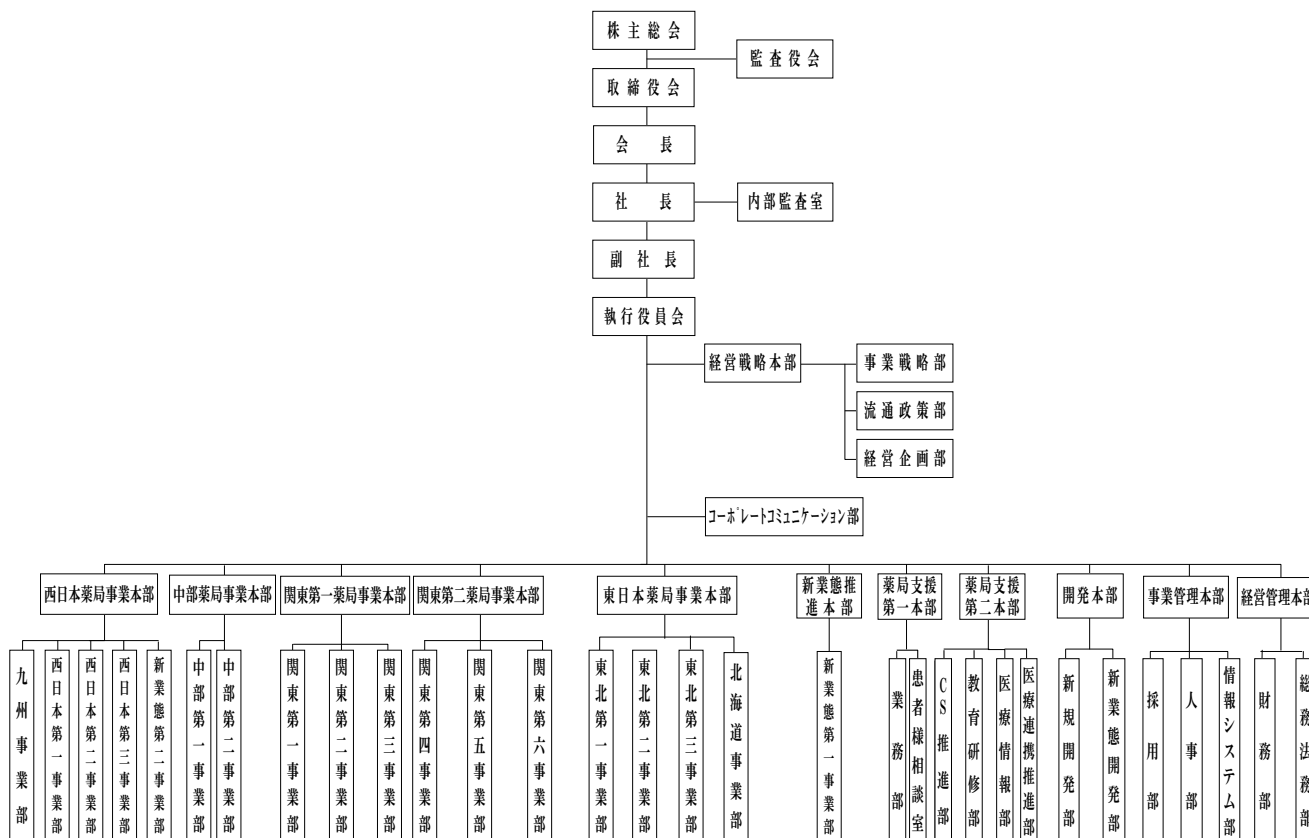 株主総会
監査役会
取締役会
会長
社長
内部監査室
副社長
執行役員会
経営戦略本部
事業戦略部
流通政策部
経営企画部
コーポレートコミュニケーション部
西日本薬局事業本部
中部薬局事業本部
関東第一薬局事業本部
関東第二薬局事業本部
東日本薬局事業本部
新業態推
進本部
薬局支援
第一本部
薬局支援
第二本部
開発本部
事業管理本部
経営管理本部
九州事業部
西日本第一事業部
西日本第二事業部
西日本第三事業部
新業態第二事業部
中部第一事業部
中部第二事業部
関東第一事業部
関東第二事業部
関東第三事業部
関東第四事業部
関東第五事業部
関東第六事業部
東北第一事業部
東北第二事業部
東北第三事業部
北海道事業部
新業態第一事業部
業務部
患者様相談室
CS推進部
教育研修部
医療情報部
医療連携推進部
新規開発部
新業態開発部
採用部
人事部
情報システム部
財務部
総務法務部